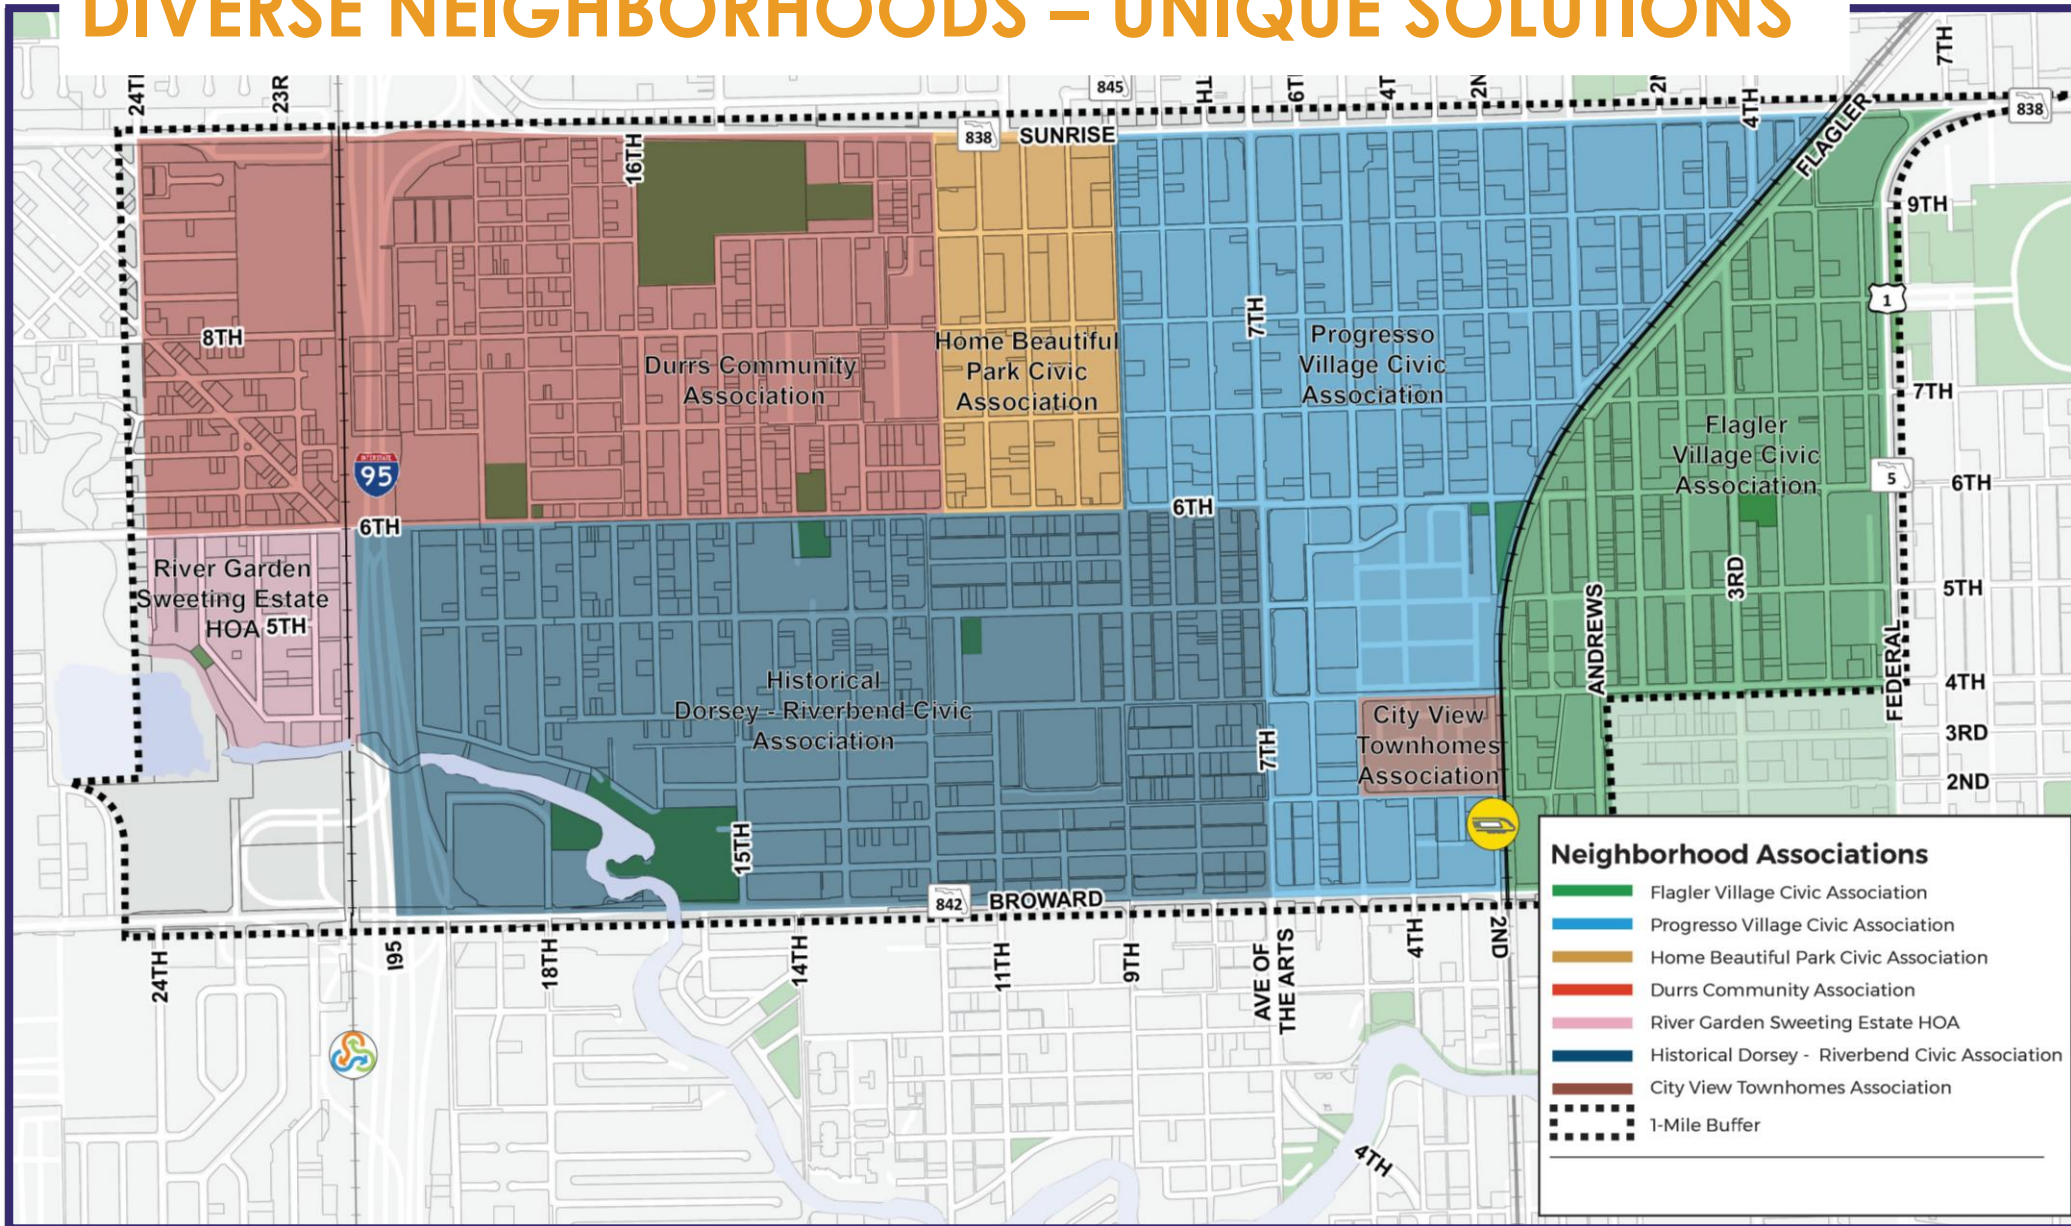 DIVERSE NEIGHBORHOODS – UNIQUE SOLUTIONS
7TH
845
4TH
838
838
SUNRISE
16TH
FLAGLER
9TH
1
7TH
8TH
Home Beautiful
Park Civic
Association
Progresso
Village Civic
Association
Durrs Community
Association
7TH
Flagler
Village Civic
Association
INTERSTATE
95
5
6TH
6TH
6TH
River Garden
Sweeting Estate
HOA
5TH
5TH
3RD
ANDREWS
FEDERAL
Historical
Dorsey - Riverbend Civic
Association
4TH
City View
Townhomes
Association
7TH
3RD
2ND
15TH
842
BROWARD
24TH
I95
18TH
14TH
11TH
9TH
AVE OF
THE ARTS
4TH
2ND
4TH
Neighborhood Associations
Flagler Village Civic Association
Progresso Village Civic Association
Home Beautiful Park Civic Association
Durrs Community Association
River Garden Sweeting Estate HOA
Historical Dorsey - Riverbend Civic Association
City View Townhomes Association
1-Mile Buffer